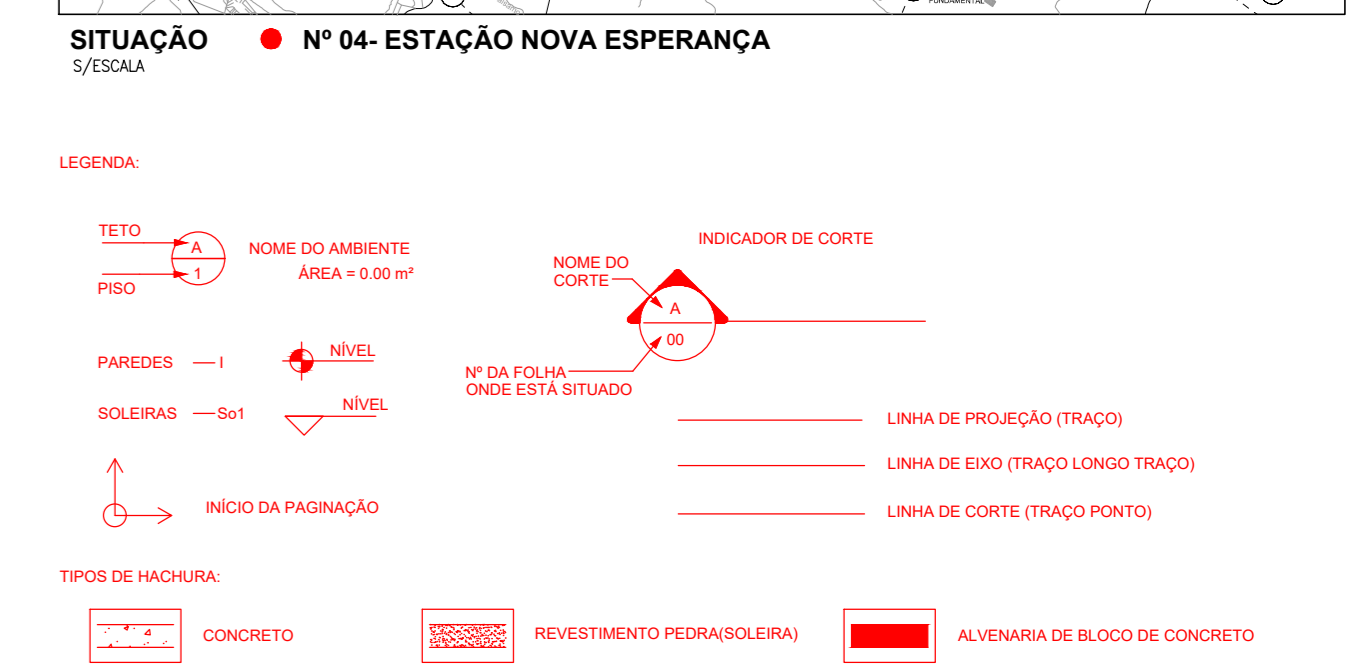 FUNDAMENTAL
SITUAÇÃO
Nº 04- ESTAÇÃO NOVA ESPERANÇA
S/ESCALA
LEGENDA:
TETO
A
1
PISO
NOME DO AMBIENTE
ÁREA = 0.00 m²
INDICADOR DE CORTE
NOME DO
CORTE
A
00
Nº DA FOLHA
ONDE ESTÁ SITUADO
PAREDES
I
NÍVEL
SOLEIRAS
So1
NÍVEL
INÍCIO DA PAGINAÇÃO
LINHA DE PROJEÇÃO (TRAÇO)
LINHA DE EIXO (TRAÇO LONGO TRAÇO)
LINHA DE CORTE (TRAÇO PONTO)
TIPOS DE HACHURA:
CONCRETO
REVESTIMENTO PEDRA(SOLEIRA)
ALVENARIA DE BLOCO DE CONCRETO